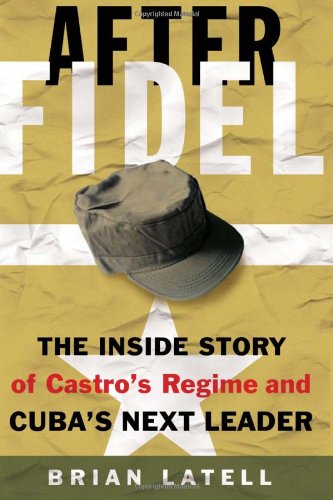 AFTER
FIDEL
THE INSIDE STORY
of Castro's Regime and
CUBA'S NEXT LEADER
BRIAN LATELL